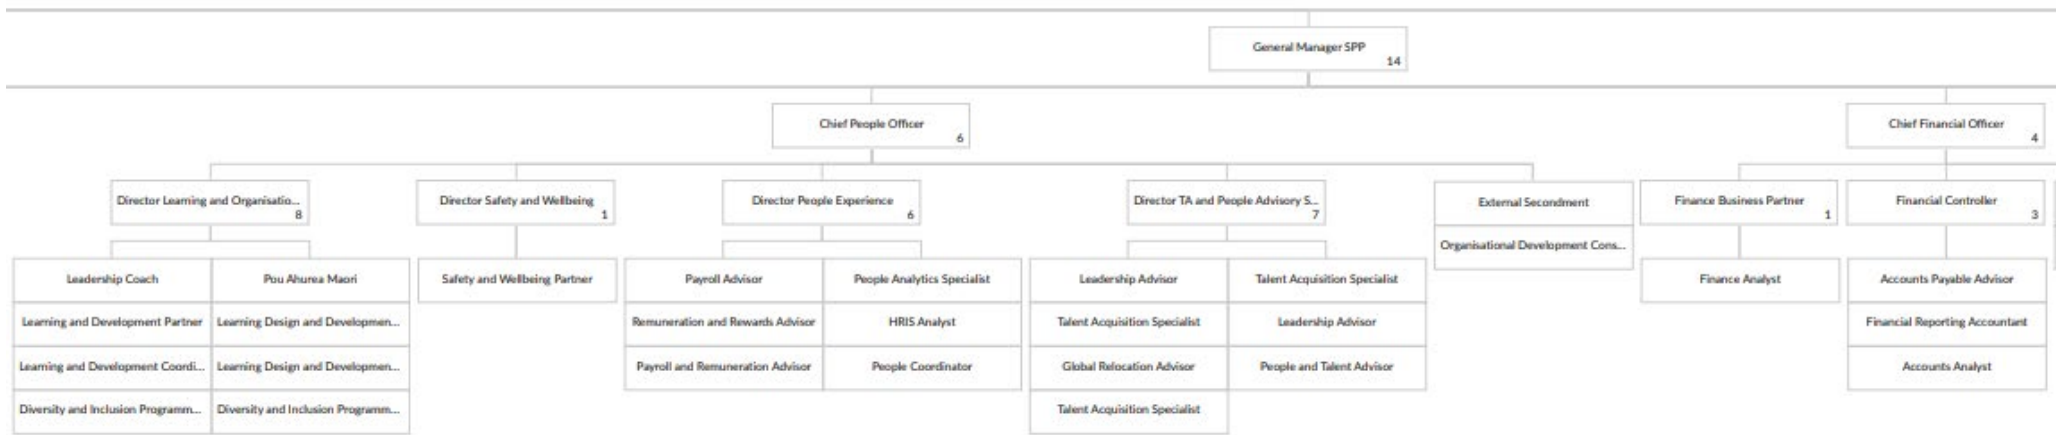 General Manager SPP
14
Chief People Officer
6
Chief Financial Officer
4
Director Learning and Organisatio...
8
Director Safety and Wellbeing
1
Director People Experience
6
Director TA and People Advisory S...
7
External Secondment
Organisational Development Cons...
Finance Business Partner
1
Financial Controller
3
Leadership Coach
Learning and Development Partner
Learning and Development Coordi...
Diversity and Inclusion Programm...
Pou Ahurea Maori
Learning Design and Developmen...
Learning Design and Developmen...
Diversity and Inclusion Programm...
Safety and Wellbeing Partner
Payroll Advisor
Remuneration and Rewards Advisor
Payroll and Remuneration Advisor
People Analytics Specialist
HRIS Analyst
People Coordinator
Leadership Advisor
Talent Acquisition Specialist
Global Relocation Advisor
Talent Acquisition Specialist
Talent Acquisition Specialist
Leadership Advisor
People and Talent Advisor
Finance Analyst
Accounts Payable Advisor
Financial Reporting Accountant
Accounts Analyst